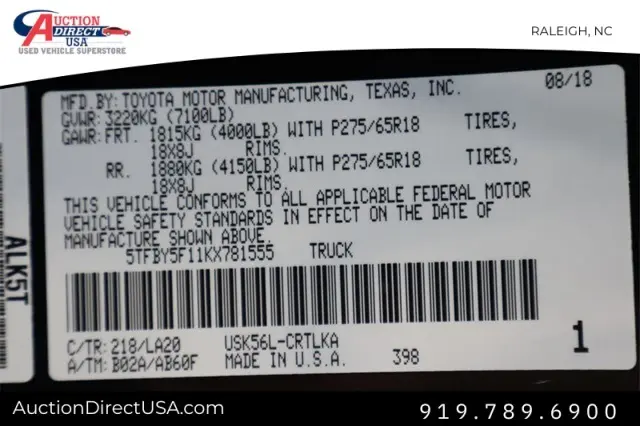 AUCTION
DIRECT
USA
USED VEHICLE SUPERSTORE
RALEIGH, NC
MFD.BY: TOYOTA MOTOR MANUFACTURING, TEXAS, INC. 08/18
GVWR: 3220KG (7100LB)
GAWR: FRT. 1815KG (4000LB) WITH P275/65R18 TIRES,
18X8J RIMS.
RR. 1880KG (4150LB) WITH P275/65R18 TIRES,
18X8J RIMS.
THIS VEHICLE CONFORMS TO ALL APPLICABLE FEDERAL MOTOR
VEHICLE SAFETY STANDARDS IN EFFECT ON THE DATE OF
MANUFACTURE SHOWN ABOVE.
5TFBY5F11KX781555 TRUCK
ALK5T
C/TR: 218/LA20 USK56L-CRTLKA
A/TM: B02A/AB60F MADE IN U.S.A. 398
1
AuctionDirectUSA.com
919.789.6900